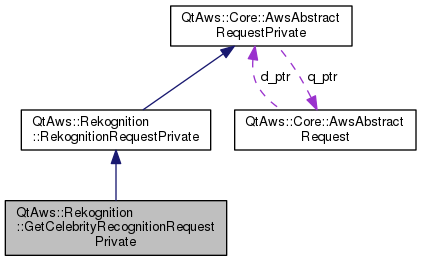 QtAws::Core::AwsAbstract
RequestPrivate
d_ptr
q_ptr
QtAws::Rekognition
::RekognitionRequestPrivate
QtAws::Core::AwsAbstract
Request
QtAws::Rekognition
::GetCelebrityRecognitionRequest
Private